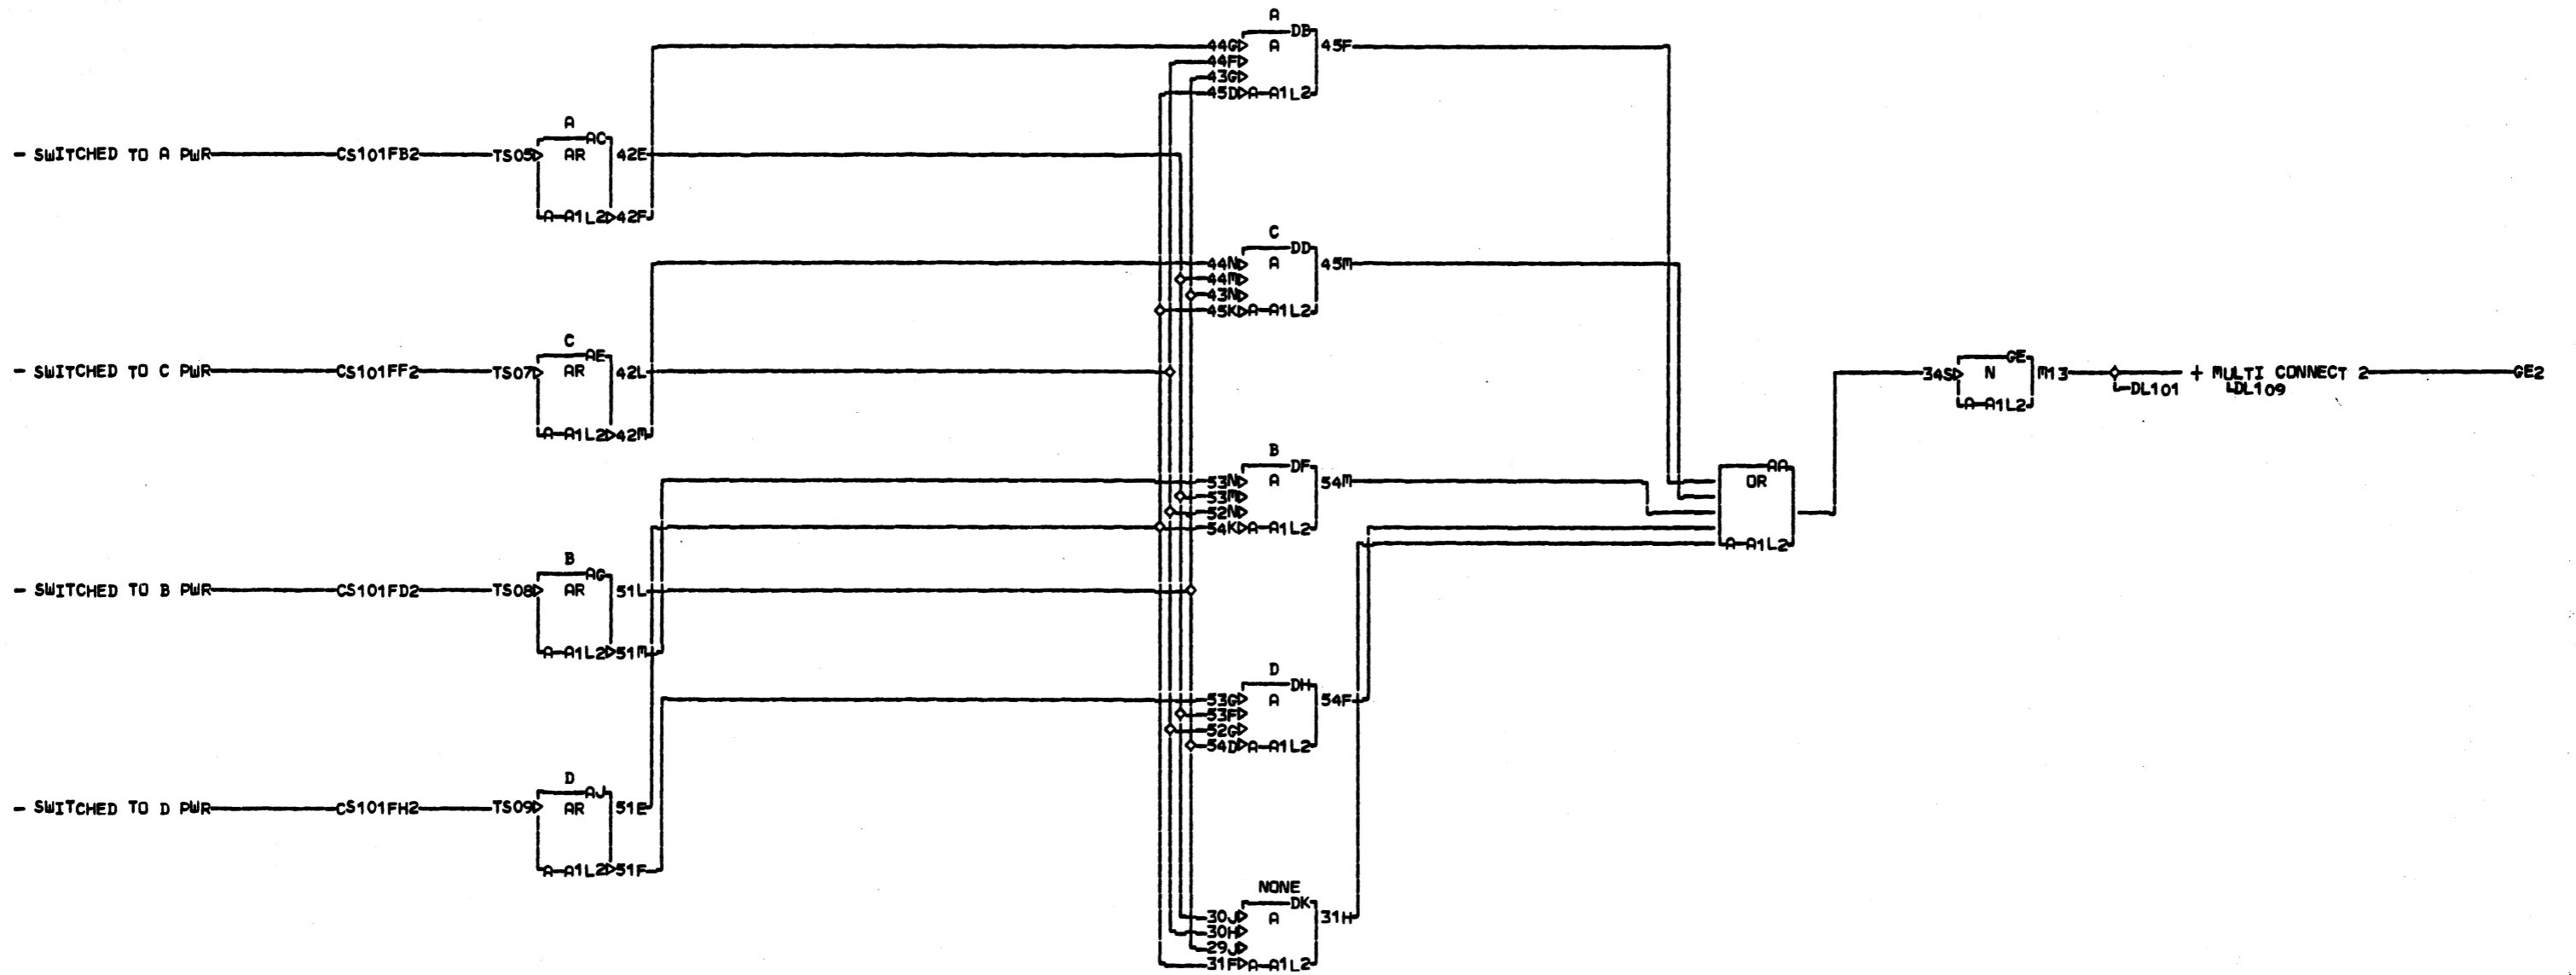 A
DB
44G A 45F
44F
43G
45D A-A1L2
A
AC
- SWITCHED TO A PWR CS101FB2 TS05 AR 42E
A-A1L2 42F
C
DD
44N A 45M
44M
43N
45K A-A1L2
C
AE
- SWITCHED TO C PWR CS101FF2 TS07 AR 42L
A-A1L2 42M
GE
34S N M13 + MULTI CONNECT 2 GE2
DL101 DL109
A-A1L2
B
DF
53N A 54M
53M
52N
54K A-A1L2
AA
OR
A-A1L2
B
AG
- SWITCHED TO B PWR CS101FD2 TS08 AR 51L
A-A1L2 51M
D
DH
53G A 54F
53F
52G
54D A-A1L2
D
AJ
- SWITCHED TO D PWR CS101FH2 TS09 AR 51E
A-A1L2 51F
NONE
DK
30J A 31H
30H
29J
31F A-A1L2